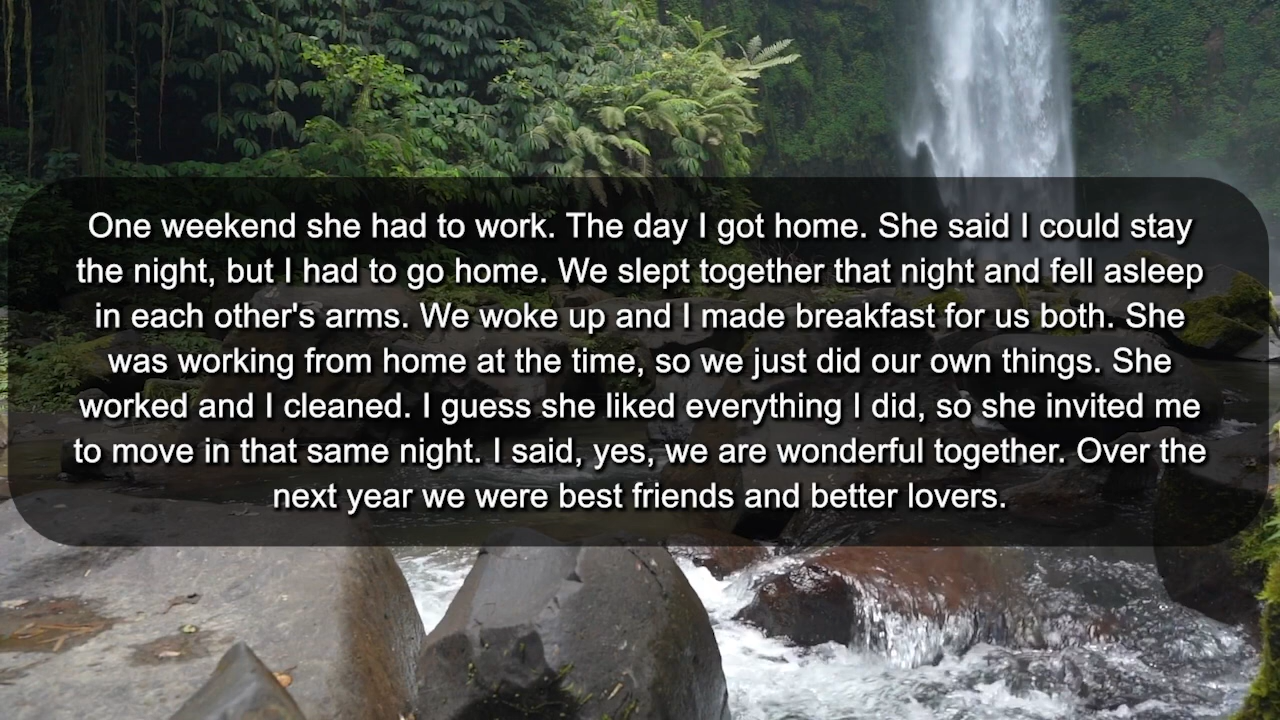 One weekend she had to work. The day I got home. She said I could stay
the night, but I had to go home. We slept together that night and fell asleep
in each other's arms. We woke up and I made breakfast for us both. She
was working from home at the time, so we just did our own things. She
worked and I cleaned. I guess she liked everything I did, so she invited me
to move in that same night. I said, yes, we are wonderful together. Over the
next year we were best friends and better lovers.